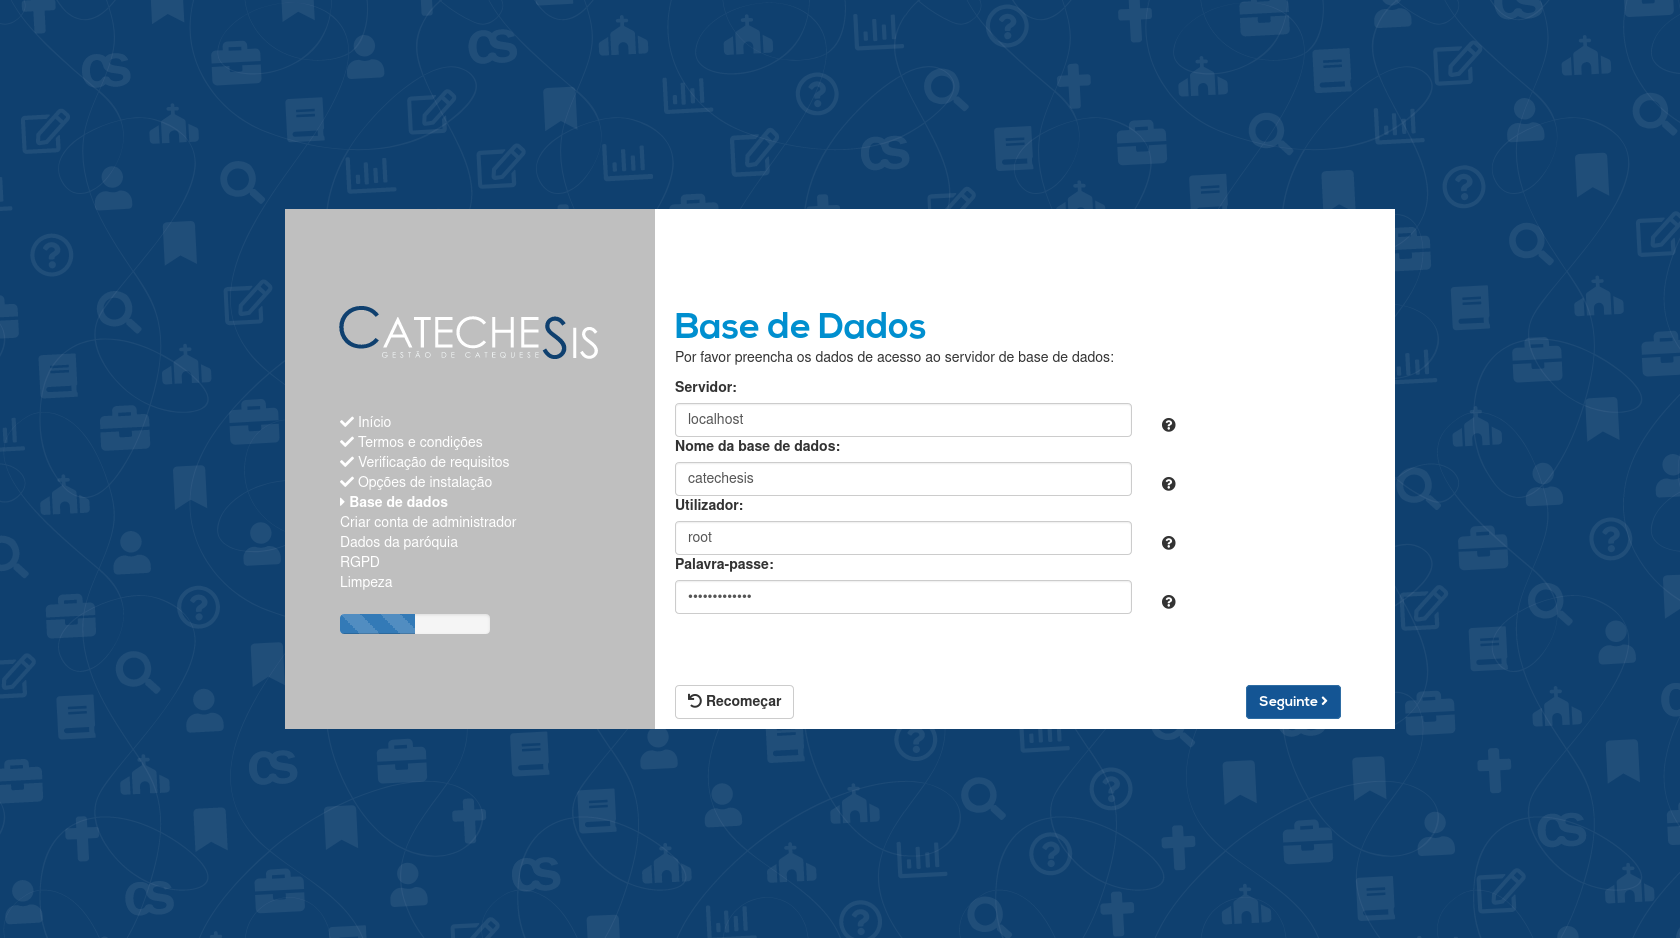 CATECHESIS
GESTÃO DE CATEQUESE
Início
Termos e condições
Verificação de requisitos
Opções de instalação
Base de dados
Criar conta de administrador
Dados da paróquia
RGPD
Limpeza
Base de Dados
Por favor preencha os dados de acesso ao servidor de base de dados:
Servidor:
localhost
Nome da base de dados:
catechesis
Utilizador:
root
Palavra-passe:
•••••••••••••
Recomeçar
Seguinte